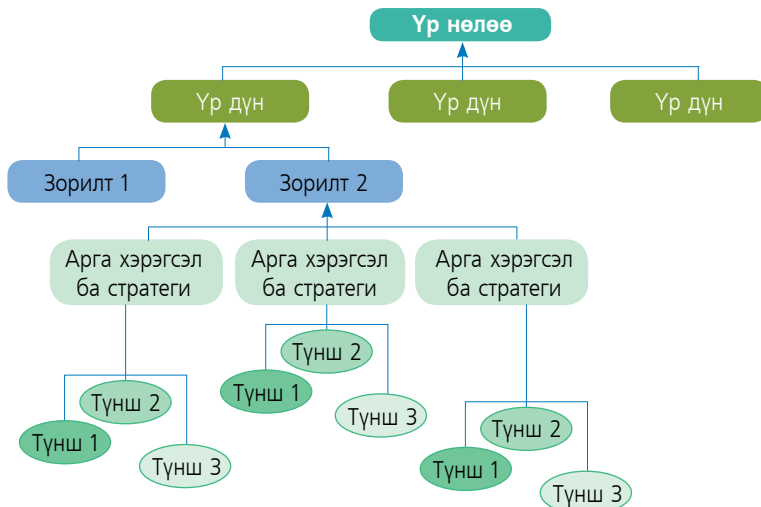 Үр нөлөө
Үр дүн
Үр дүн
Үр дүн
Зорилт 1
Зорилт 2
Арга хэрэгсэл
ба стратеги
Арга хэрэгсэл
ба стратеги
Арга хэрэгсэл
ба стратеги
Түнш 1
Түнш 2
Түнш 3
Түнш 1
Түнш 2
Түнш 3
Түнш 1
Түнш 2
Түнш 3